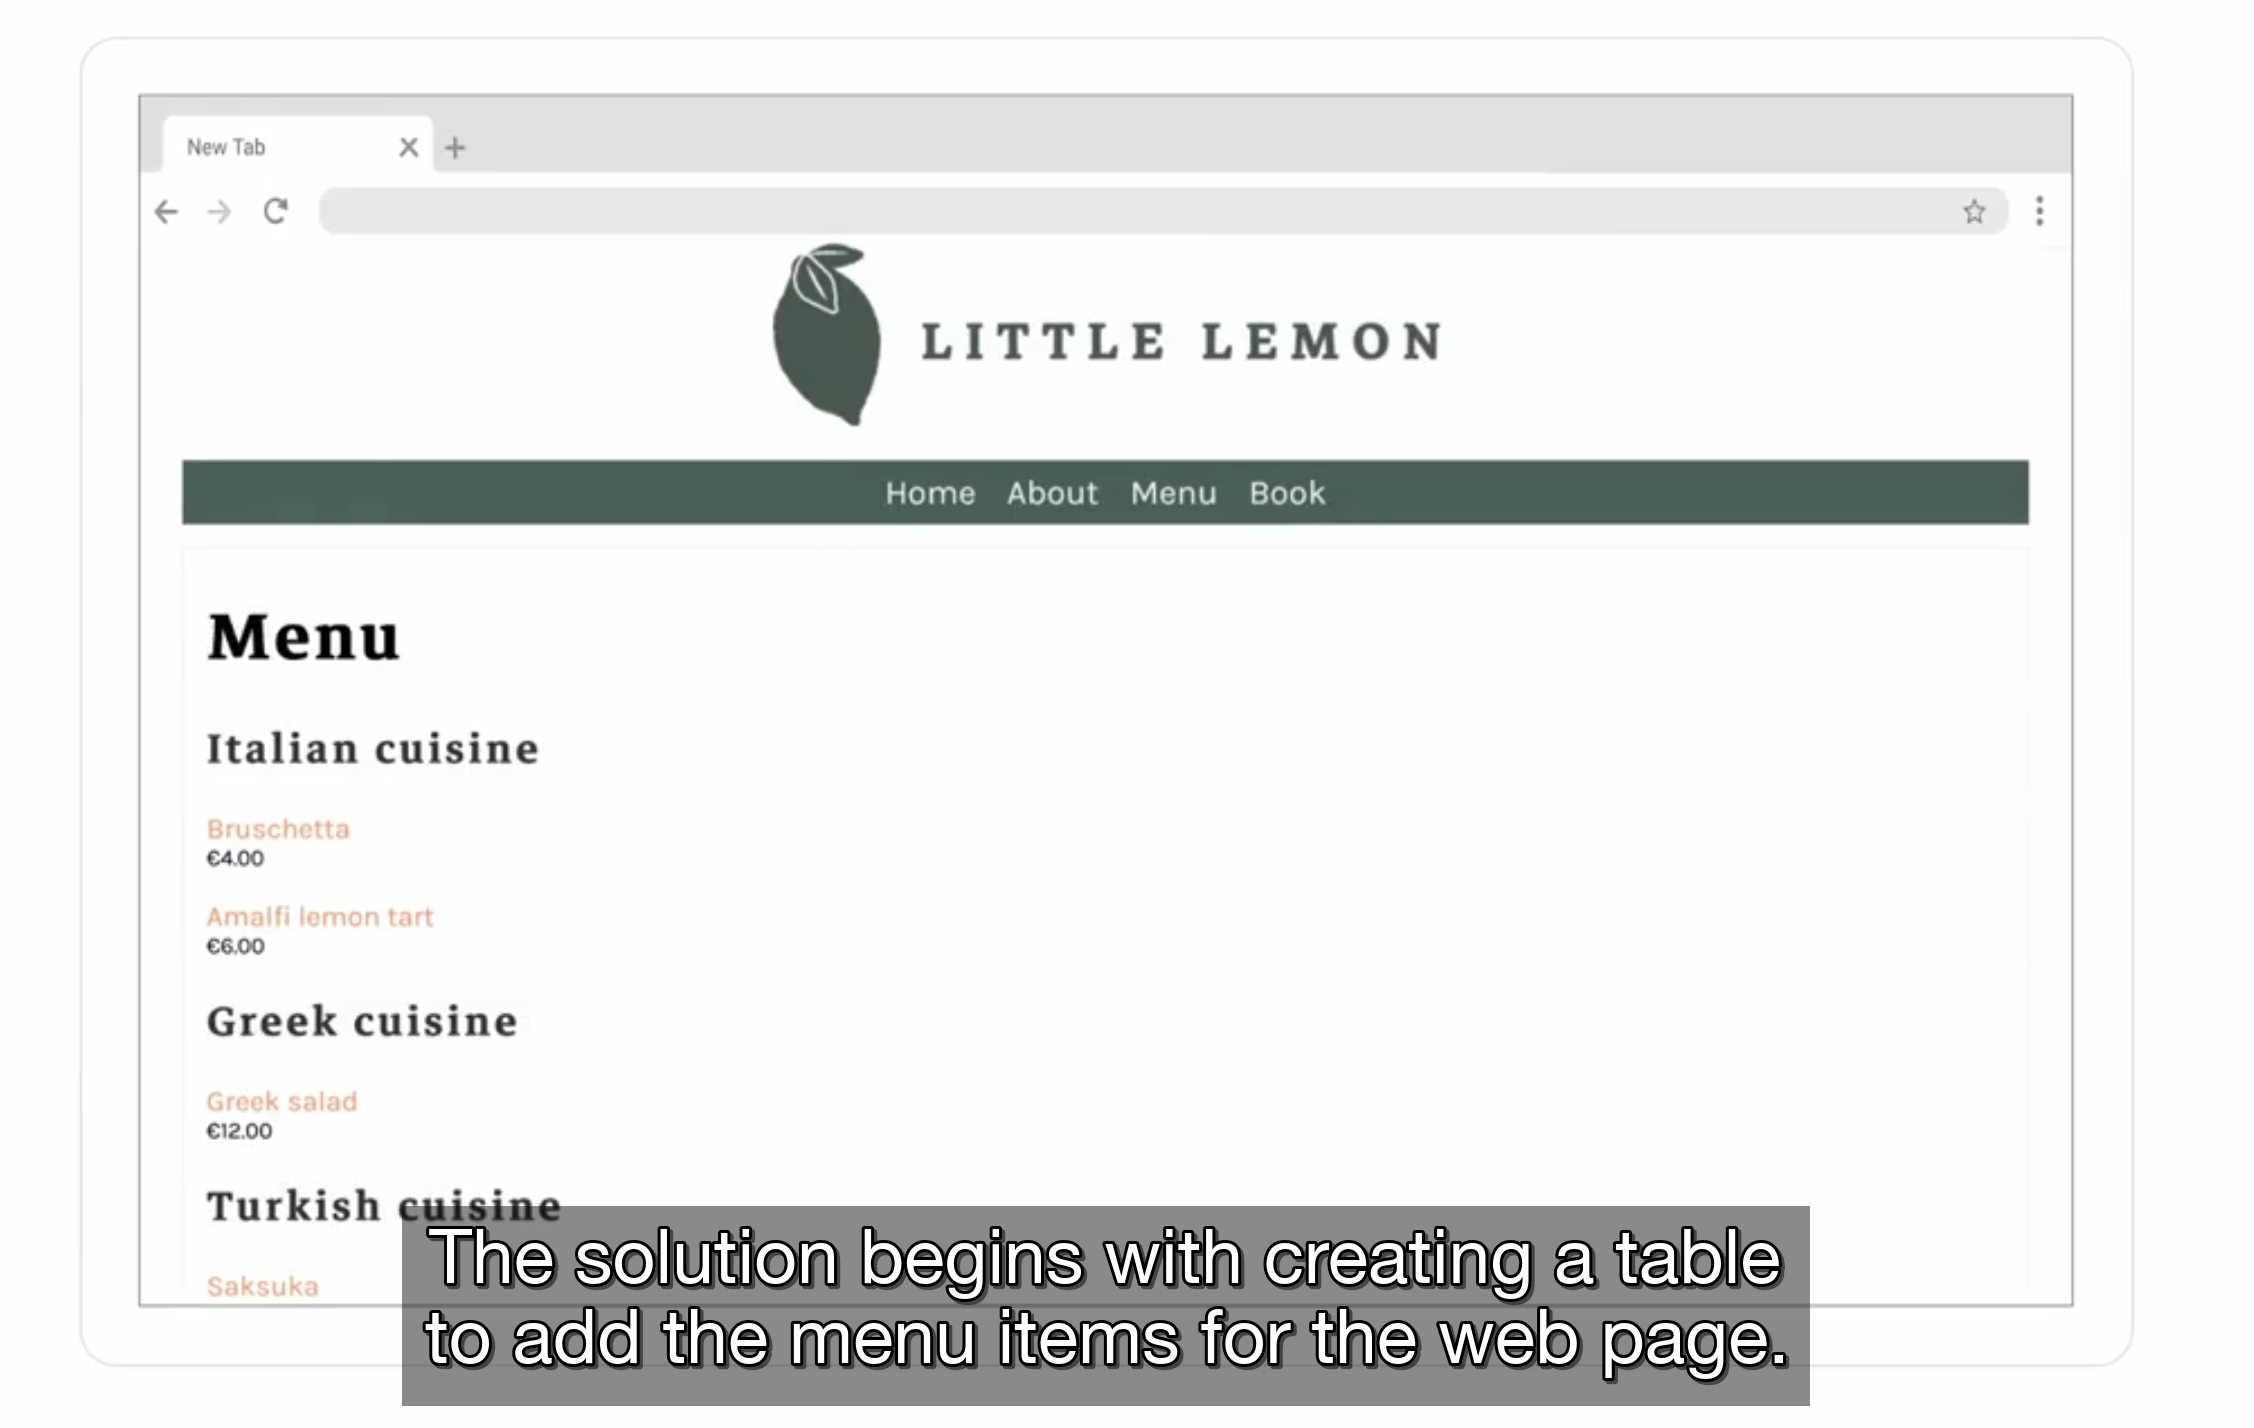 New Tab
LITTLE LEMON
Home About Menu Book
Menu
Italian cuisine
Bruschetta
€4.00
Amalfi lemon tart
€6.00
Greek cuisine
Greek salad
€12.00
Turkish cuisine
Saksuka
The solution begins with creating a table
to add the menu items for the web page.